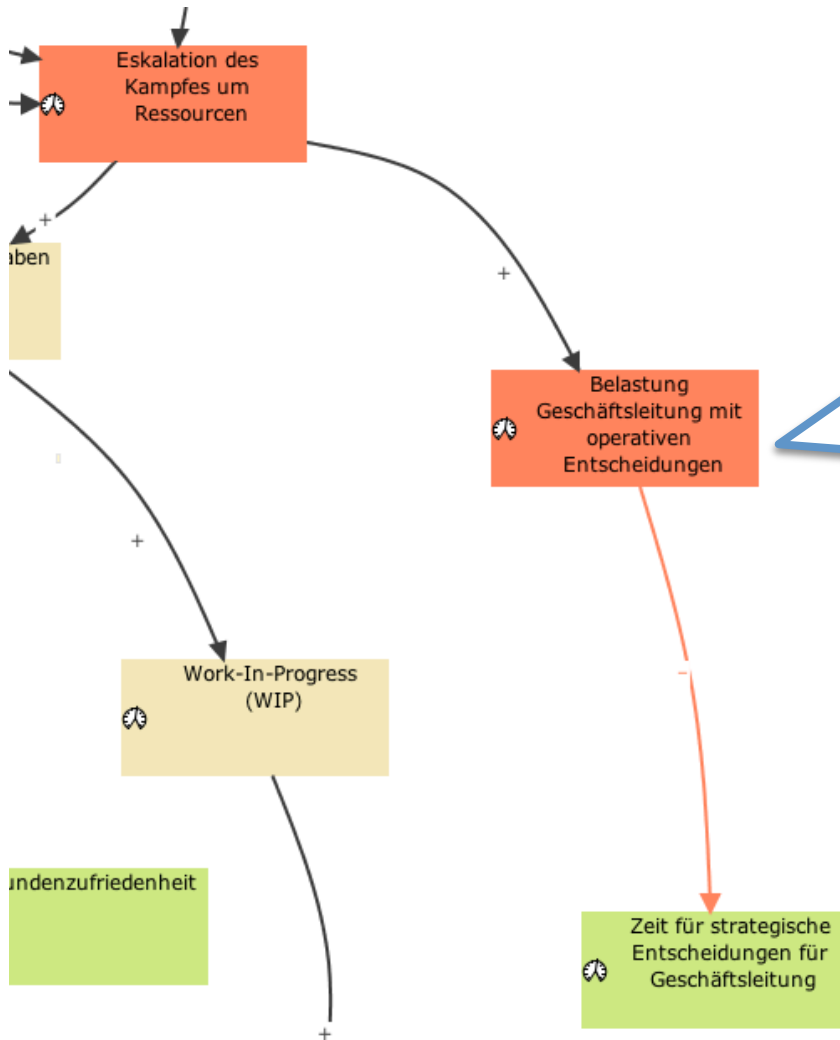 Eskalation des
Kampfes um
Ressourcen
+
aben
+
Belastung
Geschäftsleitung mit
operativen
Entscheidungen
+
Work-In-Progress
(WIP)
-
undenzufriedenheit
Zeit für strategische
Entscheidungen für
Geschäftsleitung
+